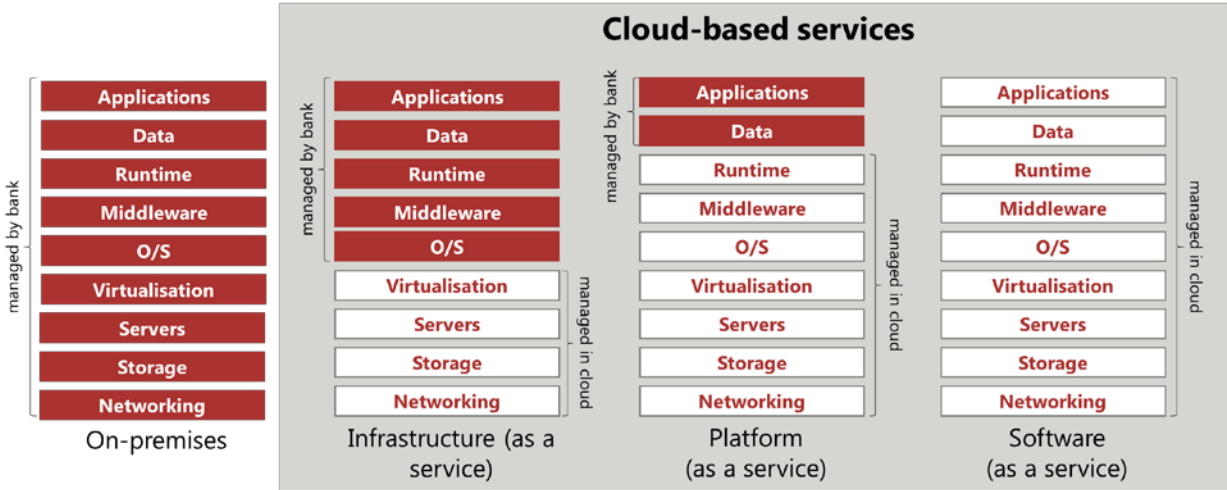 Cloud-based services
managed by bank
Applications
Data
Runtime
Middleware
O/S
Virtualisation
Servers
Storage
Networking
On-premises
managed by bank
Applications
Data
Runtime
Middleware
O/S
managed in cloud
Virtualisation
Servers
Storage
Networking
Infrastructure (as a
service)
managed by bank
Applications
Data
managed in cloud
Runtime
Middleware
O/S
Virtualisation
Servers
Storage
Networking
Platform
(as a service)
managed in cloud
Applications
Data
Runtime
Middleware
O/S
Virtualisation
Servers
Storage
Networking
Software
(as a service)